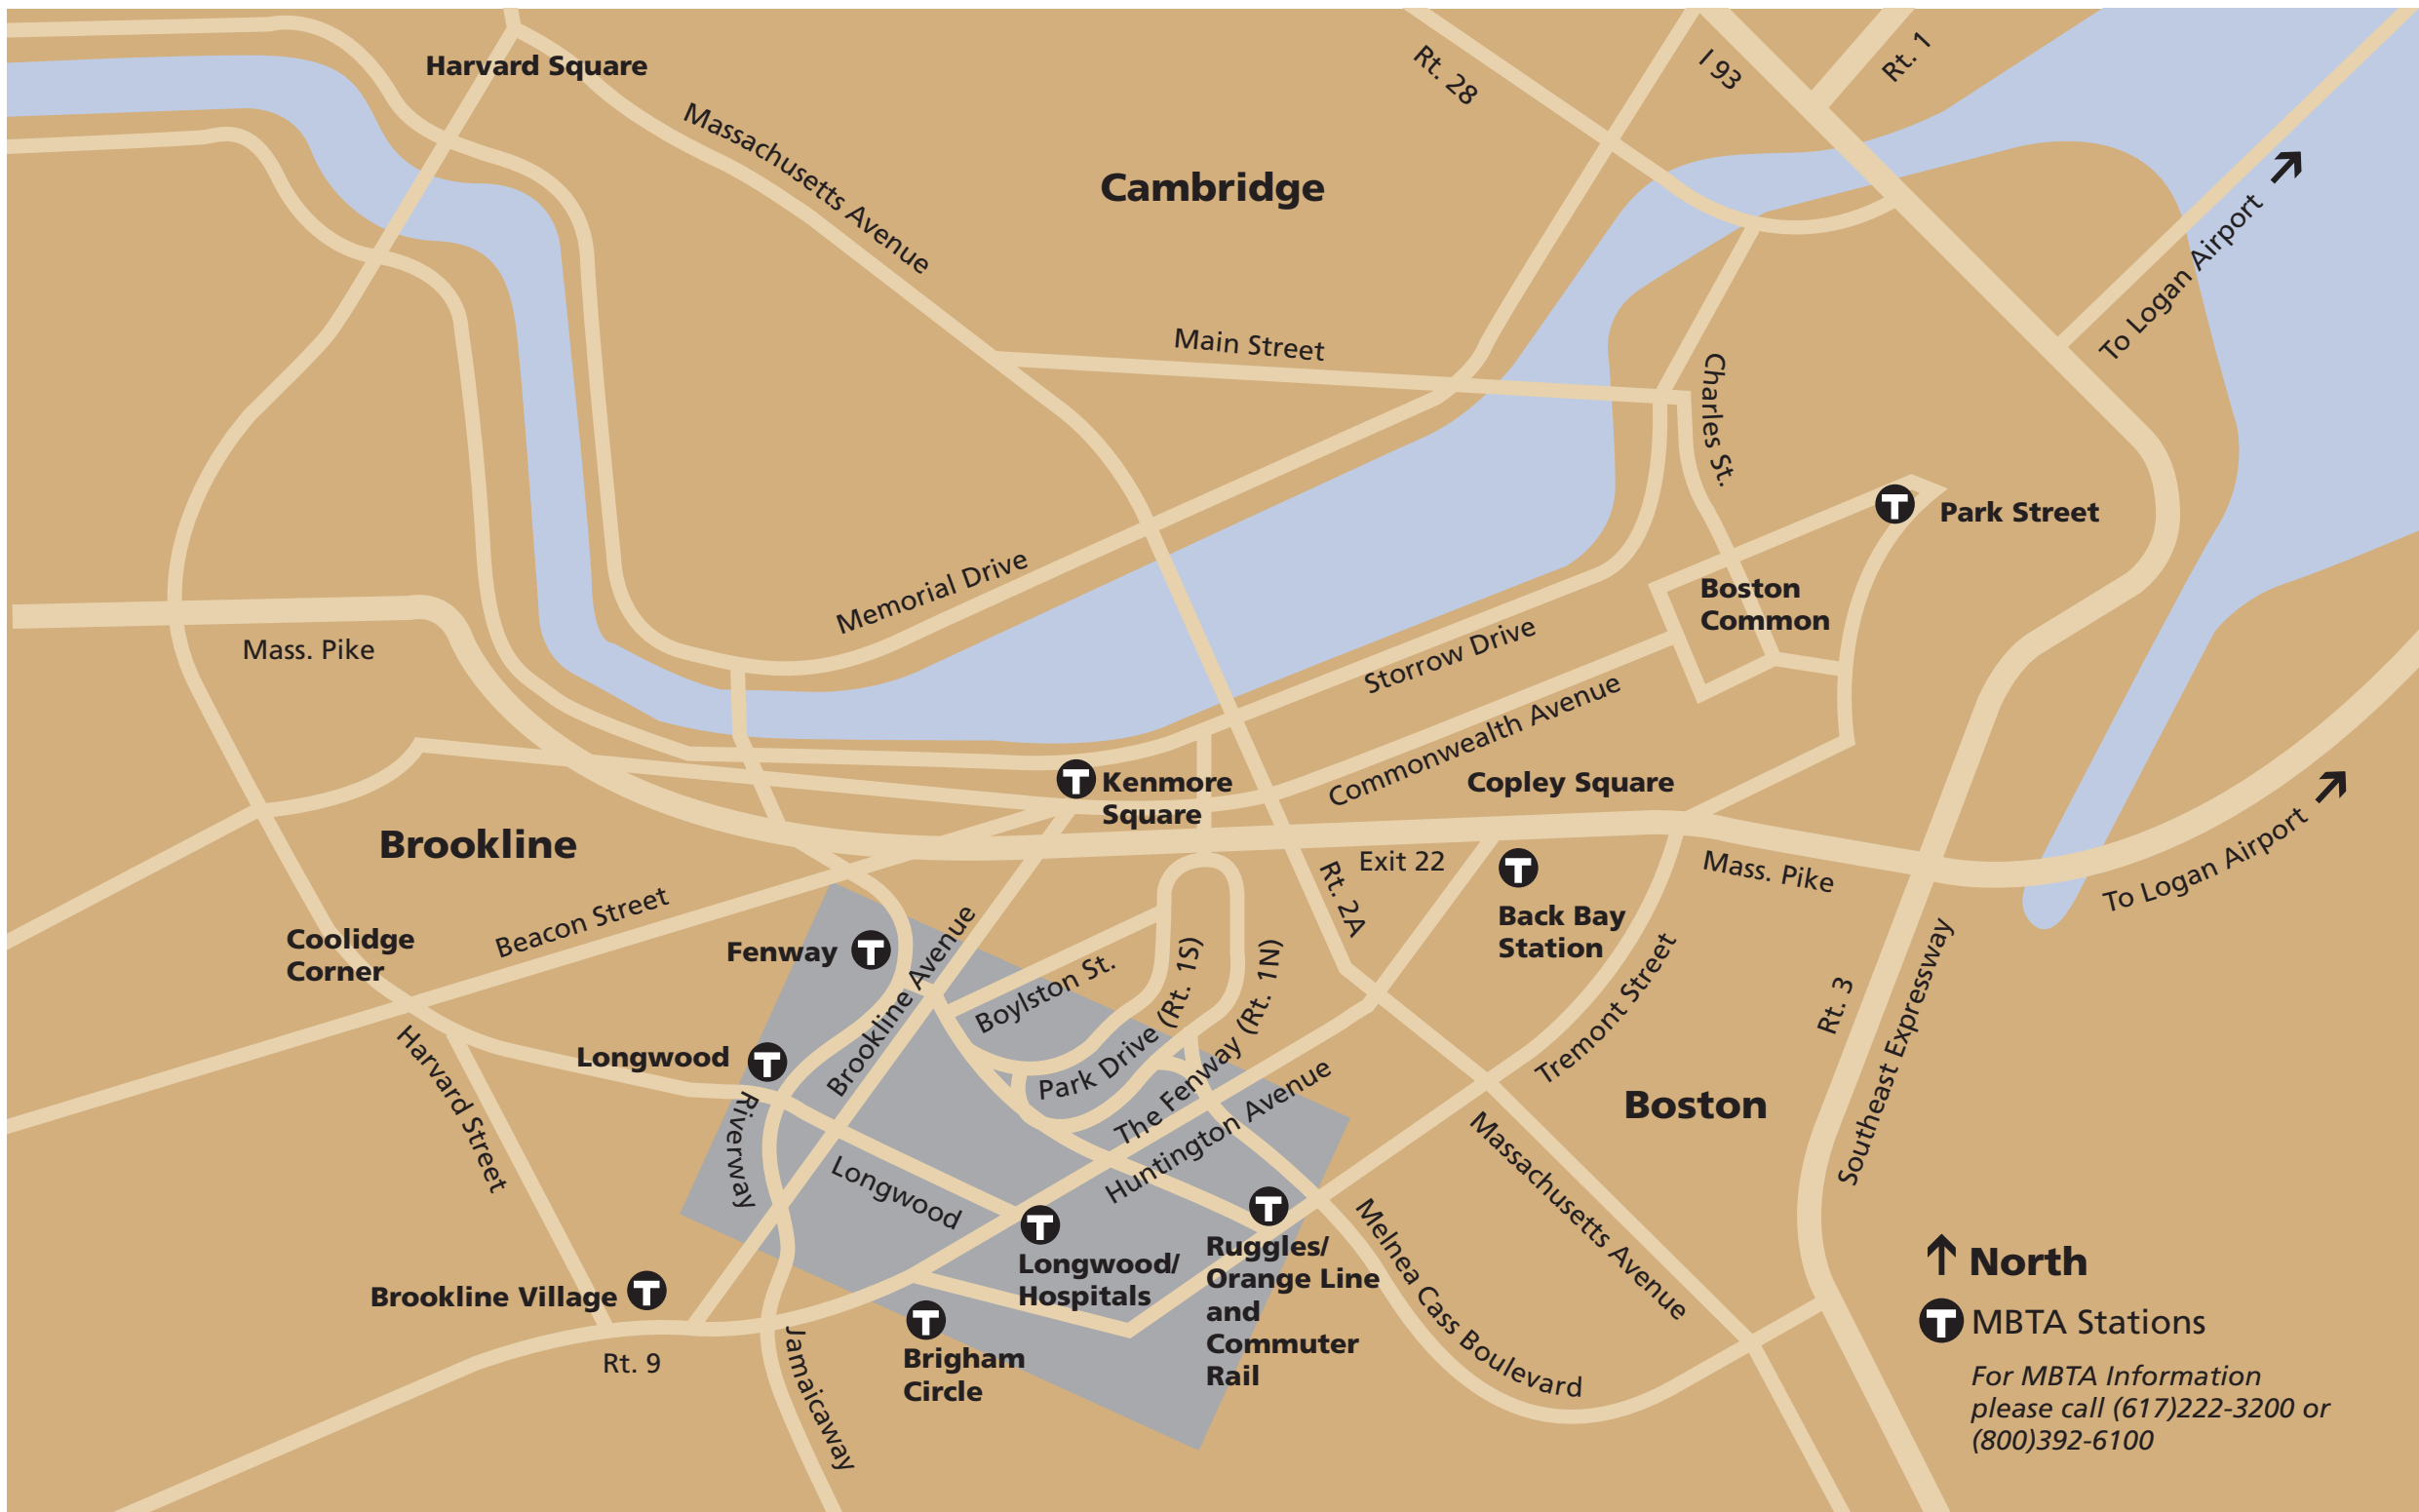 Harvard Square
Rt. 28
I 93
Rt. 1
Massachusetts Avenue
Cambridge
To Logan Airport
Main Street
Charles St.
T
Park Street
Memorial Drive
Boston
Common
Mass. Pike
Storrow Drive
Commonwealth Avenue
T
Kenmore
Square
Copley Square
Brookline
Exit 22
T
Mass. Pike
To Logan Airport
Rt. 2A
Back Bay
Station
Beacon Street
Coolidge
Corner
Fenway
T
Brookline Avenue
Boylston St.
Park Drive (Rt. 1S)
The Fenway (Rt. 1N)
Tremont Street
Rt. 3
Southeast Expressway
Harvard Street
Longwood
T
Riverway
Huntington Avenue
Boston
Longwood
Massachusetts Avenue
T
Longwood/
Hospitals
T
Ruggles/
Orange Line
and
Commuter
Rail
Melnea Cass Boulevard
Brookline Village
T
Rt. 9
Jamaicaway
T
Brigham
Circle
North
T
MBTA Stations
For MBTA Information
please call (617)222-3200 or
(800)392-6100